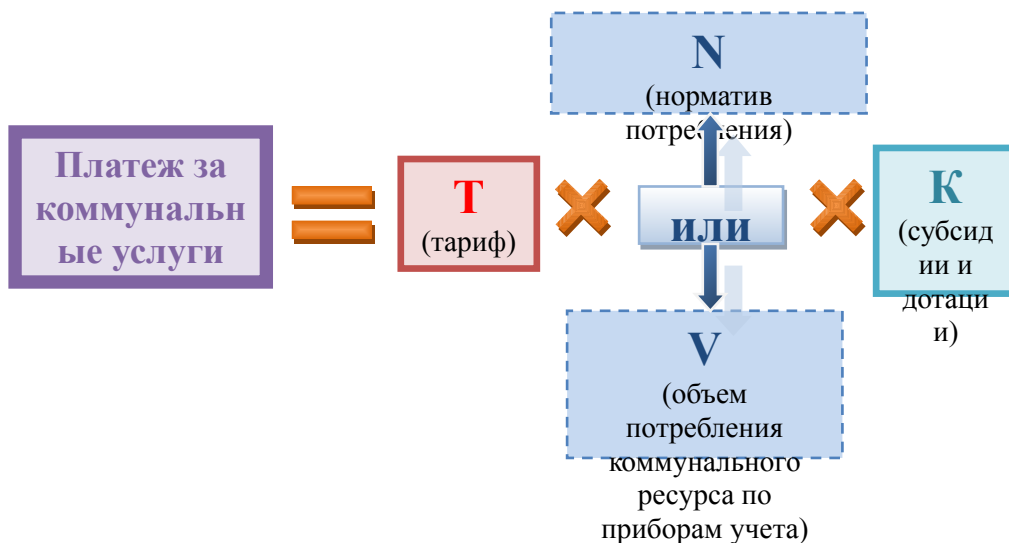 Платеж за
коммунальн
ые услуги
Т
(тариф)
N
(норматив
потребления)
или
V
(объем
потребления
коммунального
ресурса по
приборам учета)
К
(субсид
ии и
дотаци
и)